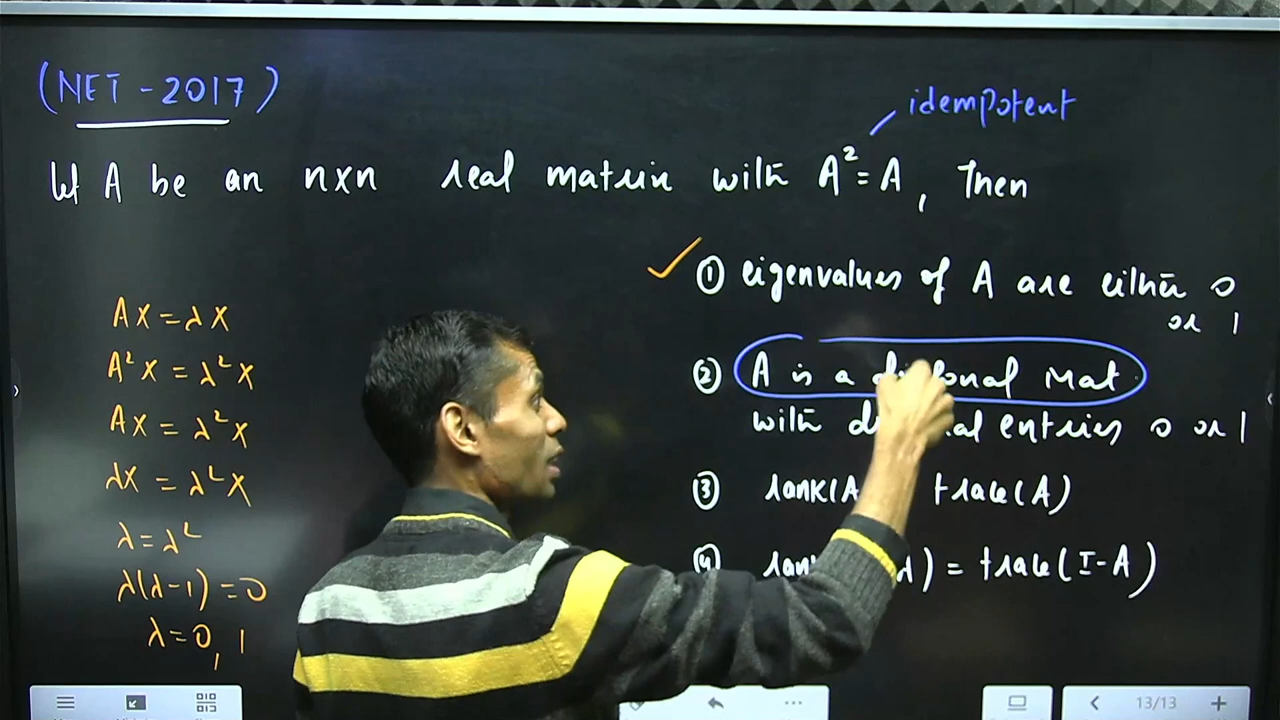 (NET - 2017)
idempotent
Let A be an nxn real matrix with A² = A, Then
① eigenvalues of A are either 0
or 1
② A is a Mat
with entries 0 or 1
③ trace(A)
④ = trace(I-A)
AX = λX
A²X = λ²X
AX = λ²X
λX = λ²X
λ = λ²
λ(λ-1) = 0
λ = 0, 1
13/13